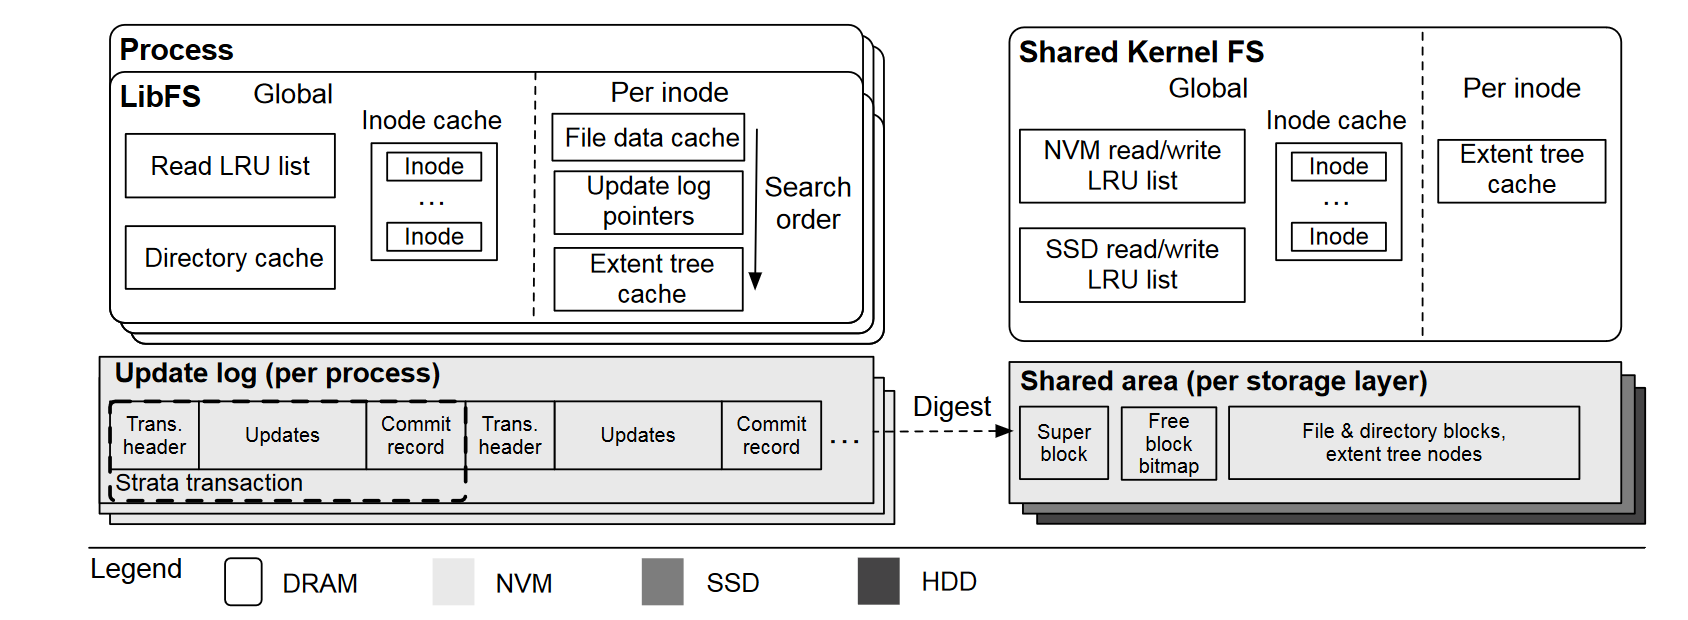 Process
LibFS
Global
Per inode
Read LRU list
Directory cache
Inode cache
Inode
...
Inode
File data cache
Update log
pointers
Extent tree
cache
Search
order
Shared Kernel FS
Global
Per inode
NVM read/write
LRU list
SSD read/write
LRU list
Inode cache
Inode
...
Inode
Extent tree
cache
Update log (per process)
Trans.
header
Updates
Commit
record
Trans.
header
Updates
Commit
record
...
Strata transaction
Digest
Shared area (per storage layer)
Super
block
Free
block
bitmap
File & directory blocks,
extent tree nodes
Legend
DRAM
NVM
SSD
HDD